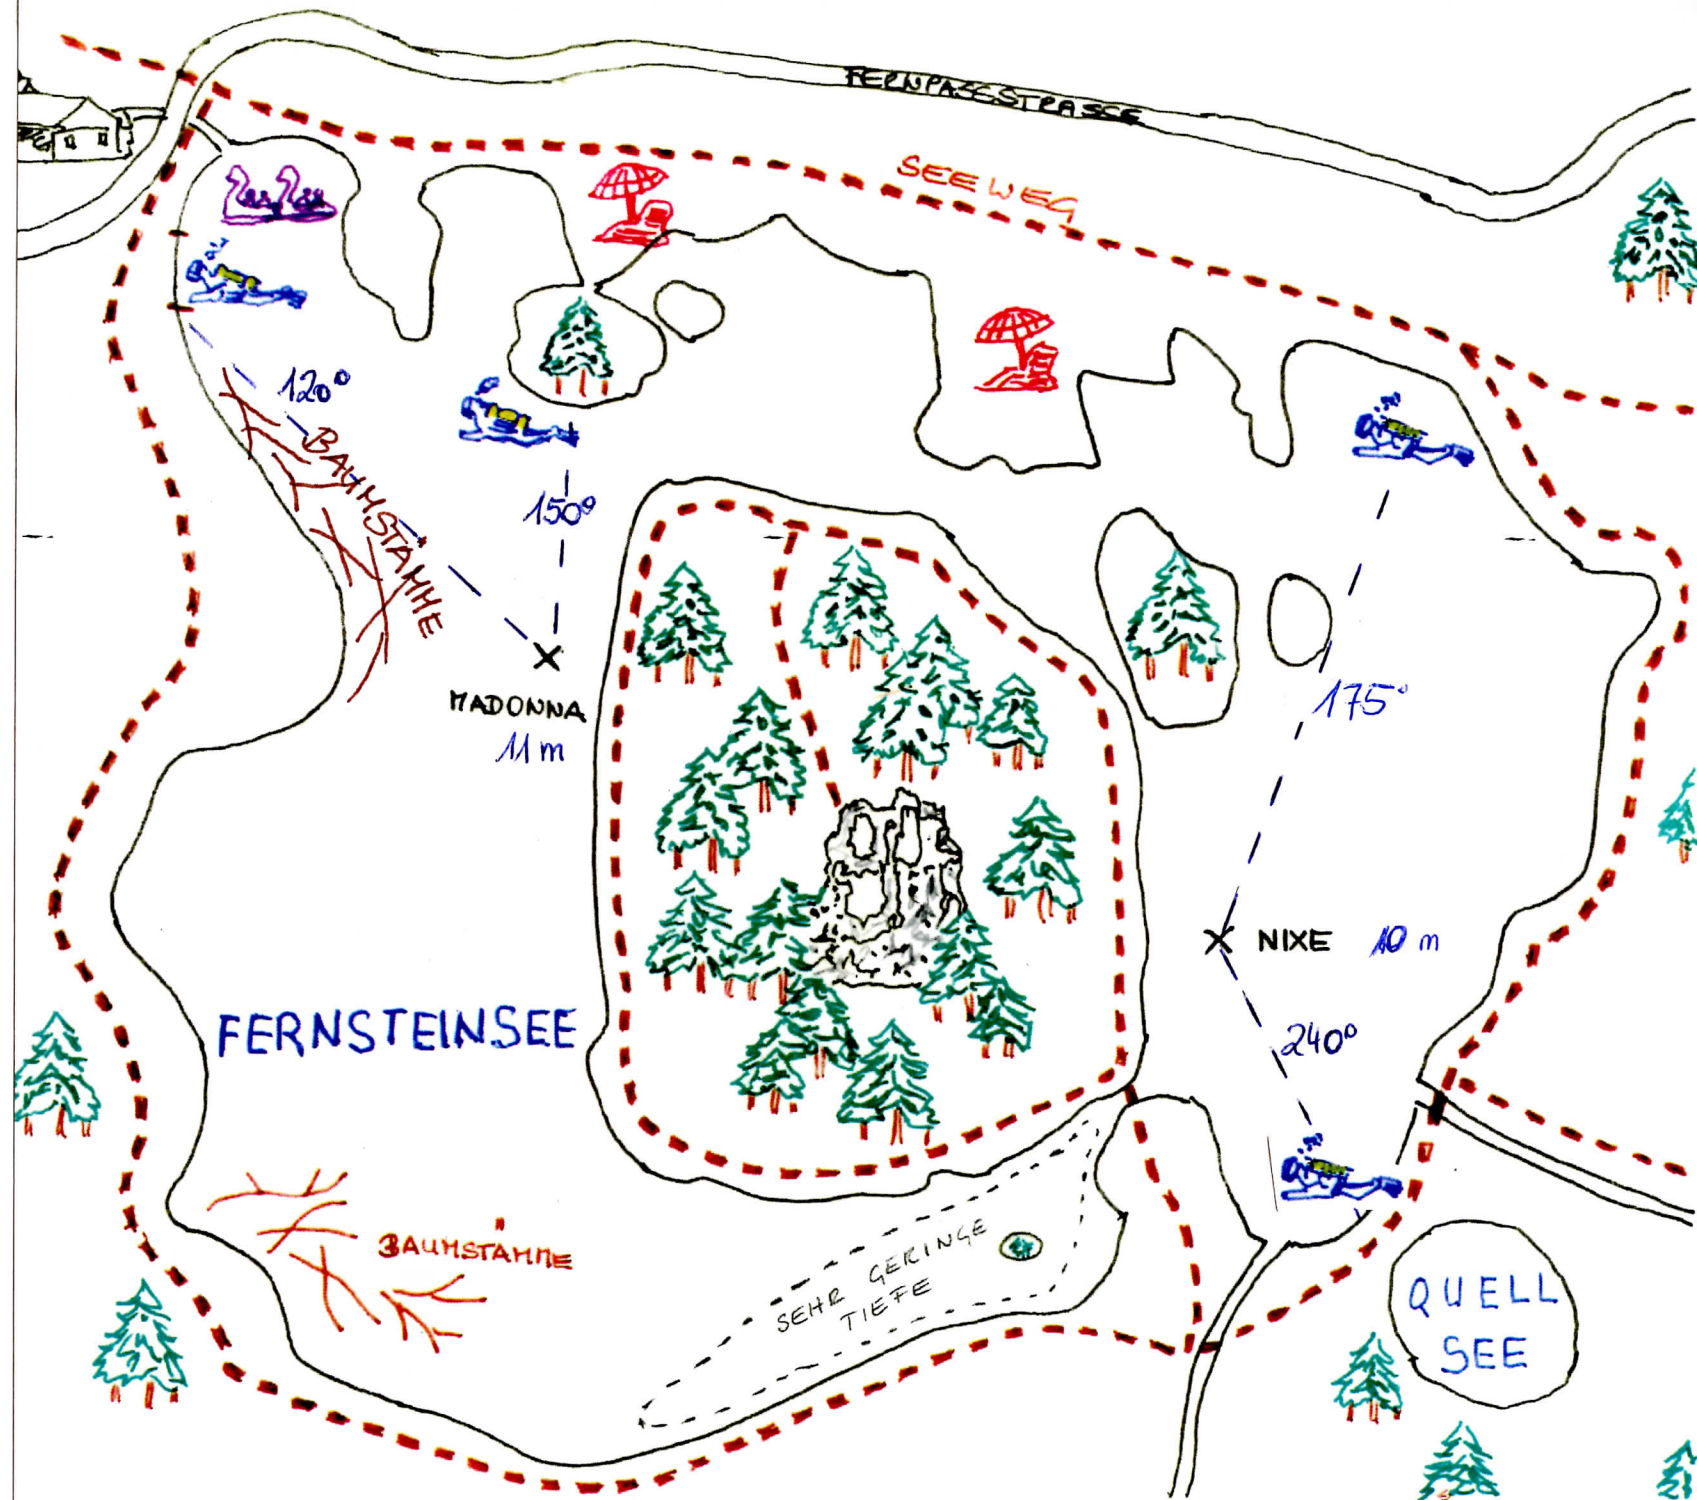 FERNPASSSTRASSE
SEEWEG
120°
BAUMSTÄMME
150°
MADONNA
11 m
175°
NIXE 10 m
FERNSTEINSEE
240°
BAUMSTÄMME
SEHR GERINGE
TIEFE
QUELL
SEE